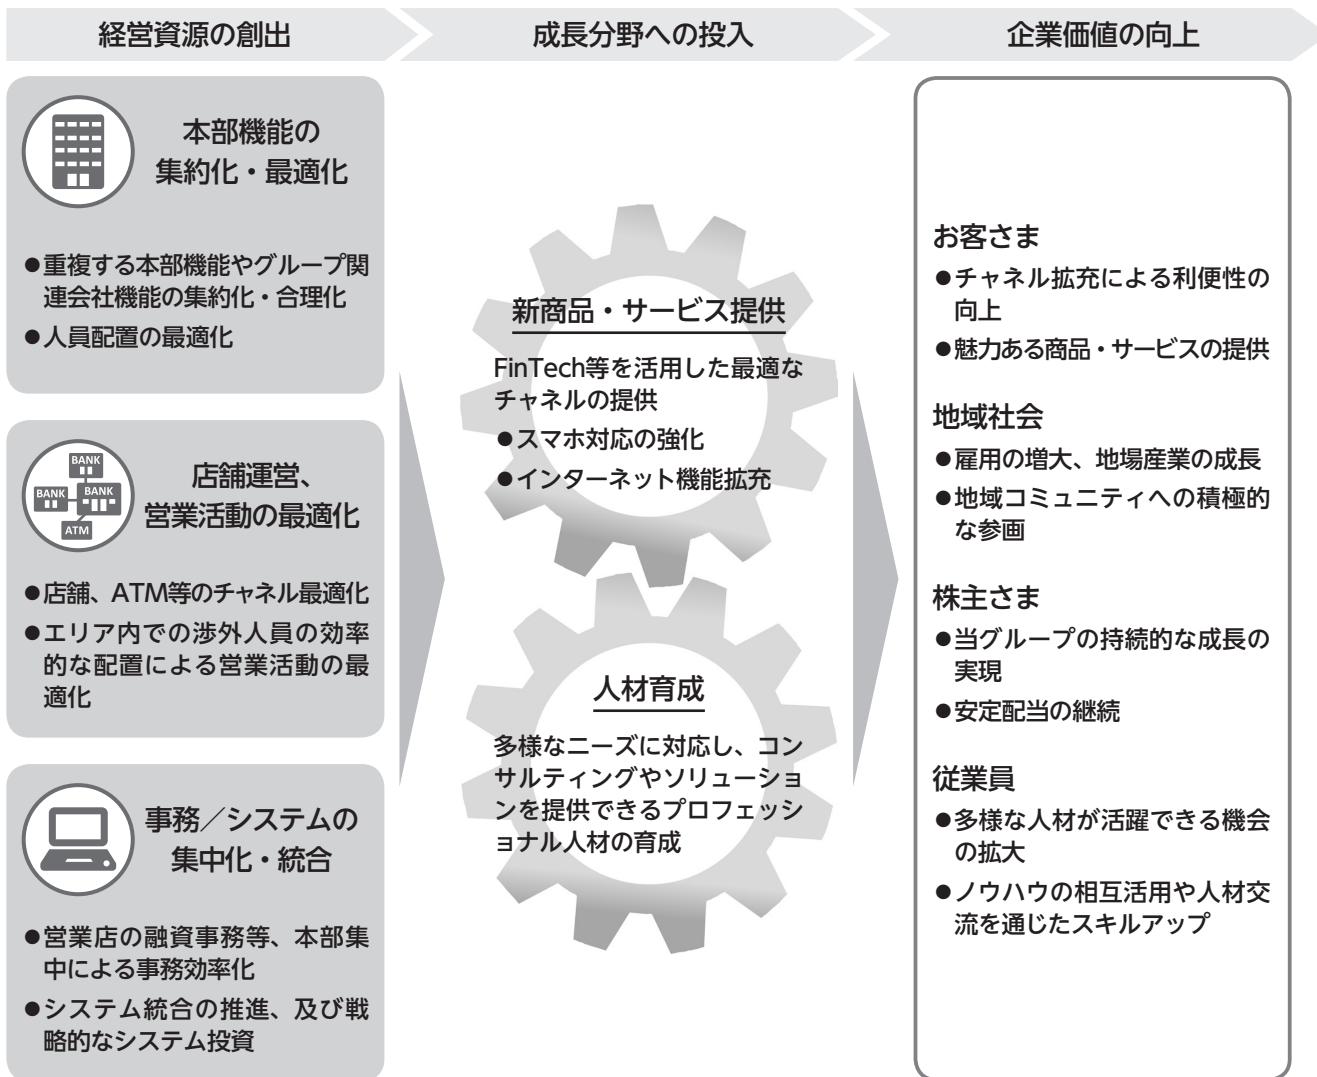 経営資源の創出
成長分野への投入
企業価値の向上
本部機能の
集約化・最適化
●重複する本部機能やグループ関
連会社機能の集約化・合理化
●人員配置の最適化
BANK
BANK
BANK
ATM
店舗運営、
営業活動の最適化
●店舗、ATM等のチャネル最適化
●エリア内での渉外人員の効率
的な配置による営業活動の最
適化
事務／システムの
集中化・統合
●営業店の融資事務等、本部集
中による事務効率化
●システム統合の推進、及び戦
略的なシステム投資
新商品・サービス提供
FinTech等を活用した最適な
チャネルの提供
●スマホ対応の強化
●インターネット機能拡充
人材育成
多様なニーズに対応し、コン
サルティングやソリューショ
ンを提供できるプロフェッシ
ョナル人材の育成
お客さま
●チャネル拡充による利便性の
向上
●魅力ある商品・サービスの提供
地域社会
●雇用の増大、地場産業の成長
●地域コミュニティへの積極的
な参画
株主さま
●当グループの持続的な成長の
実現
●安定配当の継続
従業員
●多様な人材が活躍できる機会
の拡大
●ノウハウの相互活用や人材交
流を通じたスキルアップ